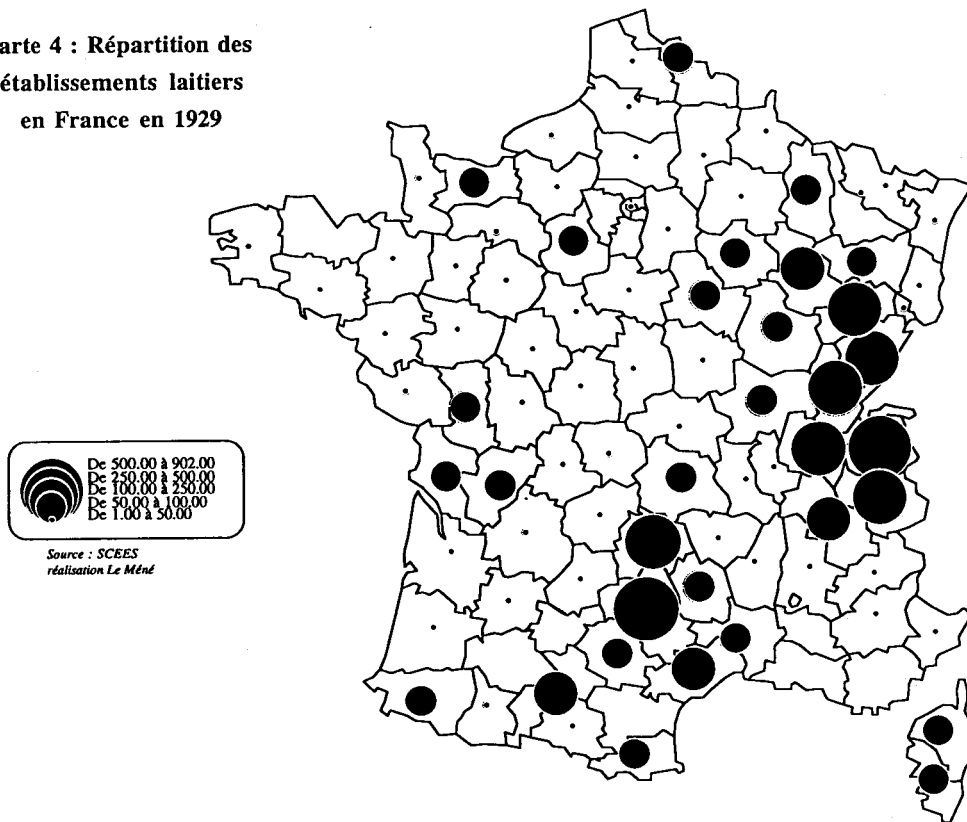 arte 4 : Répartition des
établissements laitiers
en France en 1929
De 500.00 à 902.00
De 250.00 à 500.00
De 100.00 à 250.00
De 50.00 à 100.00
De 1.00 à 50.00
Source : SCEES
réalisation Le Méné